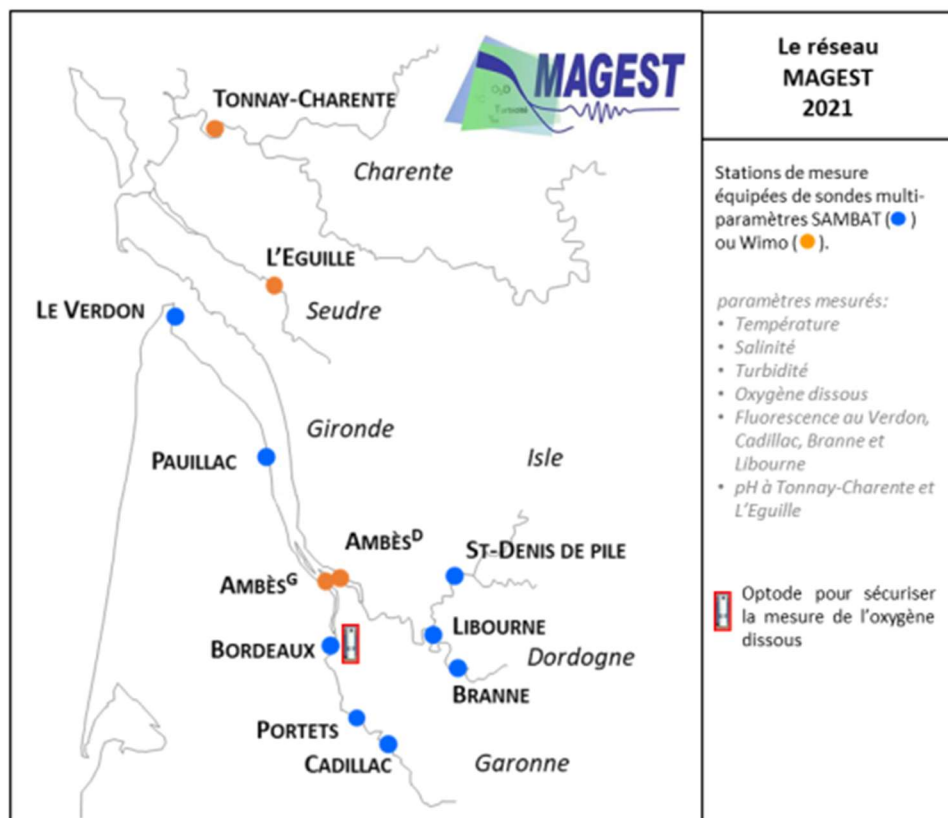 MAGEST
O₂D
TURBIDITÉ
TONNAY-CHARENTE
Charente
L'EGUILLE
Seudre
LE VERDON
Gironde
PAUILLAC
Isle
AMBÈSᴰ
ST-DENIS DE PILE
AMBÈSᴳ
LIBOURNE
BORDEAUX
Dordogne
BRANNE
PORTETS
CADILLAC
Garonne
Le réseau
MAGEST
2021
Stations de mesure
équipées de sondes multi-
paramètres SAMBAT ( )
ou Wimo ( ).
paramètres mesurés:
• Température
• Salinité
• Turbidité
• Oxygène dissous
• Fluorescence au Verdon,
Cadillac, Branne et
Libourne
• pH à Tonnay-Charente et
L'Eguille
Optode pour sécuriser
la mesure de l'oxygène
dissous